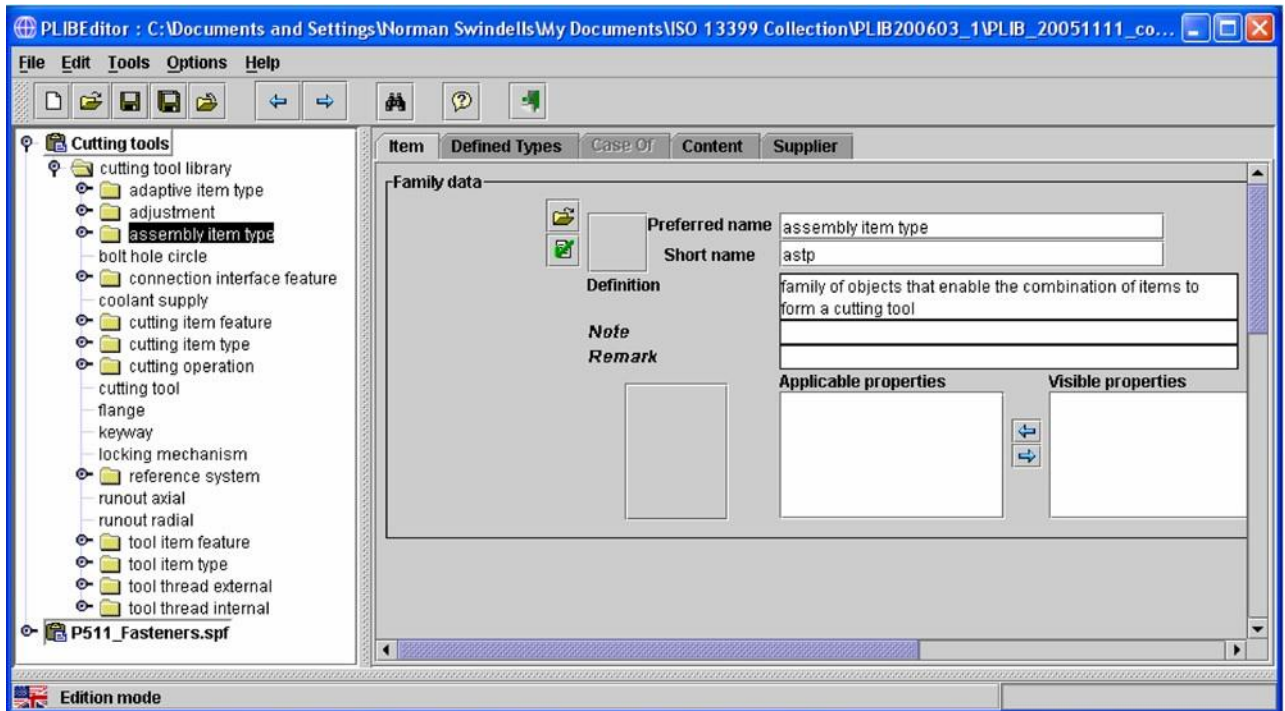 PLIBEditor : C:\Documents and Settings\Norman Swindells\My Documents\ISO 13399 Collection\PLIB200603_1\PLIB_20051111_co...
File Edit Tools Options Help
Cutting tools
cutting tool library
adaptive item type
adjustment
assembly item type
bolt hole circle
connection interface feature
coolant supply
cutting item feature
cutting item type
cutting operation
cutting tool
flange
keyway
locking mechanism
reference system
runout axial
runout radial
tool item feature
tool item type
tool thread external
tool thread internal
P511_Fasteners.spf
Item Defined Types Case Of Content Supplier
Family data
Preferred name assembly item type
Short name astp
Definition family of objects that enable the combination of items to
form a cutting tool
Note
Remark
Applicable properties Visible properties
Edition mode